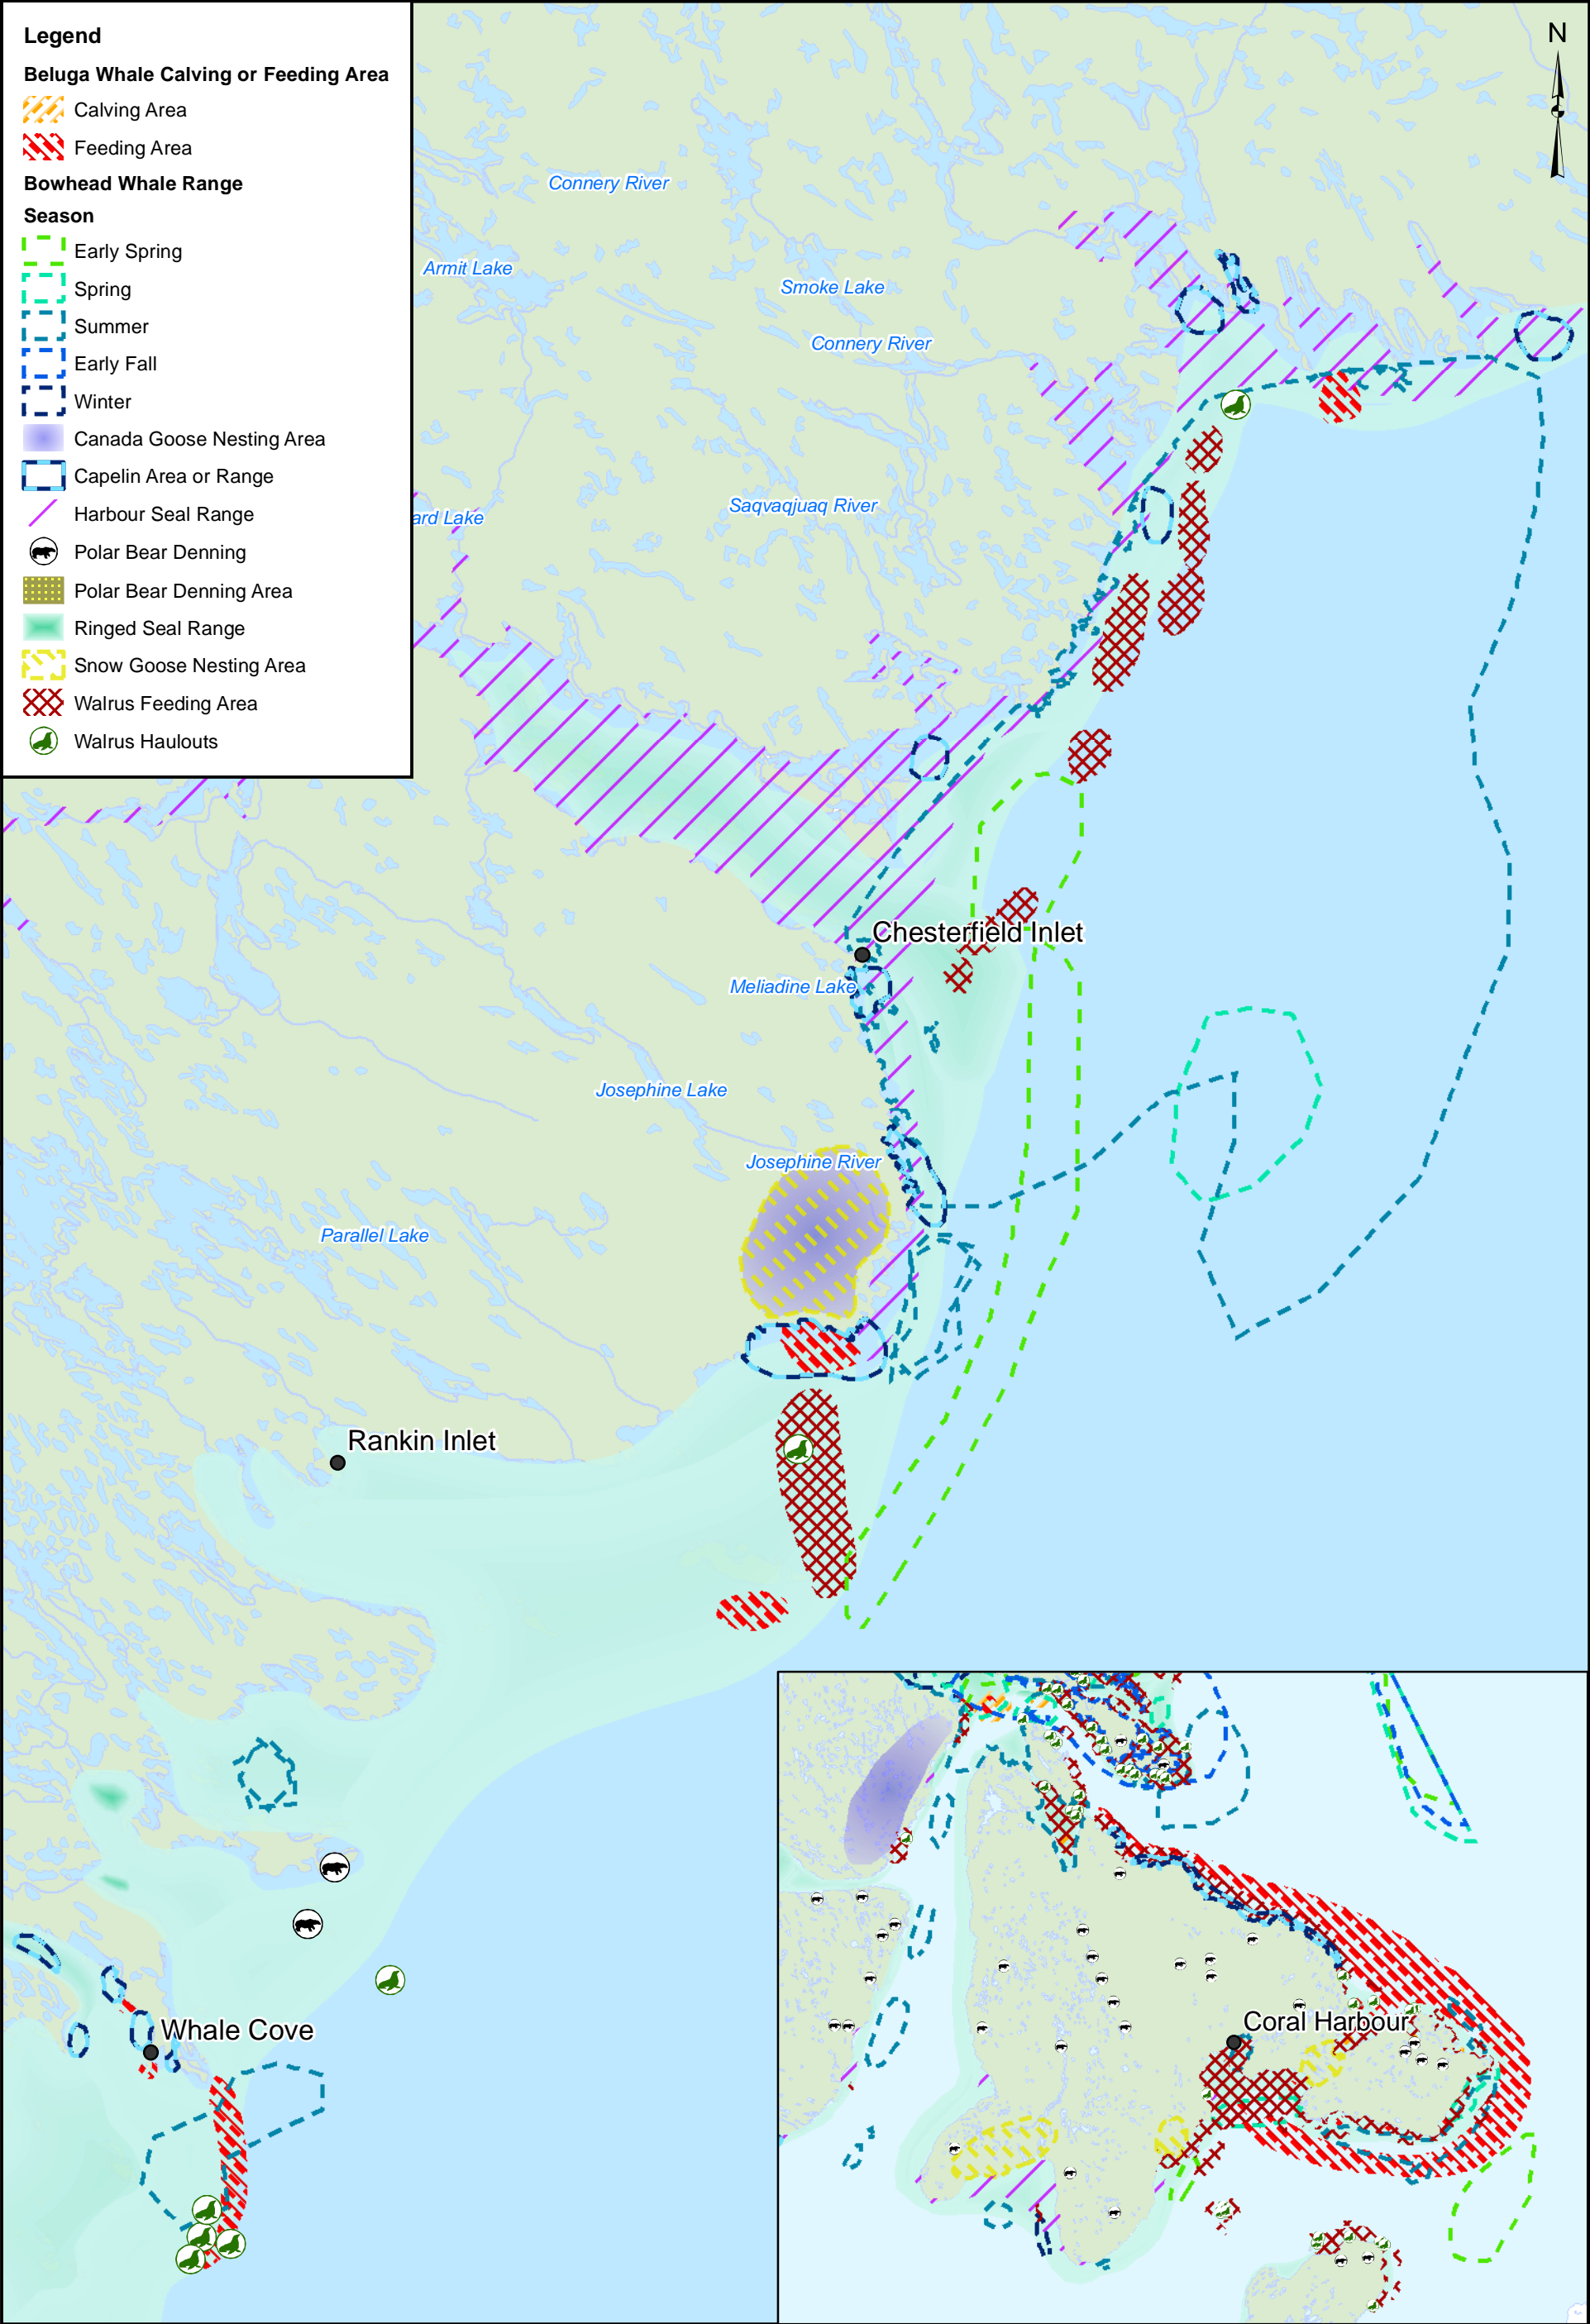 Legend
Beluga Whale Calving or Feeding Area
Calving Area
Feeding Area
Bowhead Whale Range
Season
Early Spring
Spring
Summer
Early Fall
Winter
Canada Goose Nesting Area
Capelin Area or Range
Harbour Seal Range
Polar Bear Denning
Polar Bear Denning Area
Ringed Seal Range
Snow Goose Nesting Area
Walrus Feeding Area
Walrus Haulouts
N
Connery River
Armit Lake
Smoke Lake
Connery River
Saqvaqjuaq River
ard Lake
Chesterfield Inlet
Meliadine Lake
Josephine Lake
Josephine River
Parallel Lake
Rankin Inlet
Whale Cove
Coral Harbour